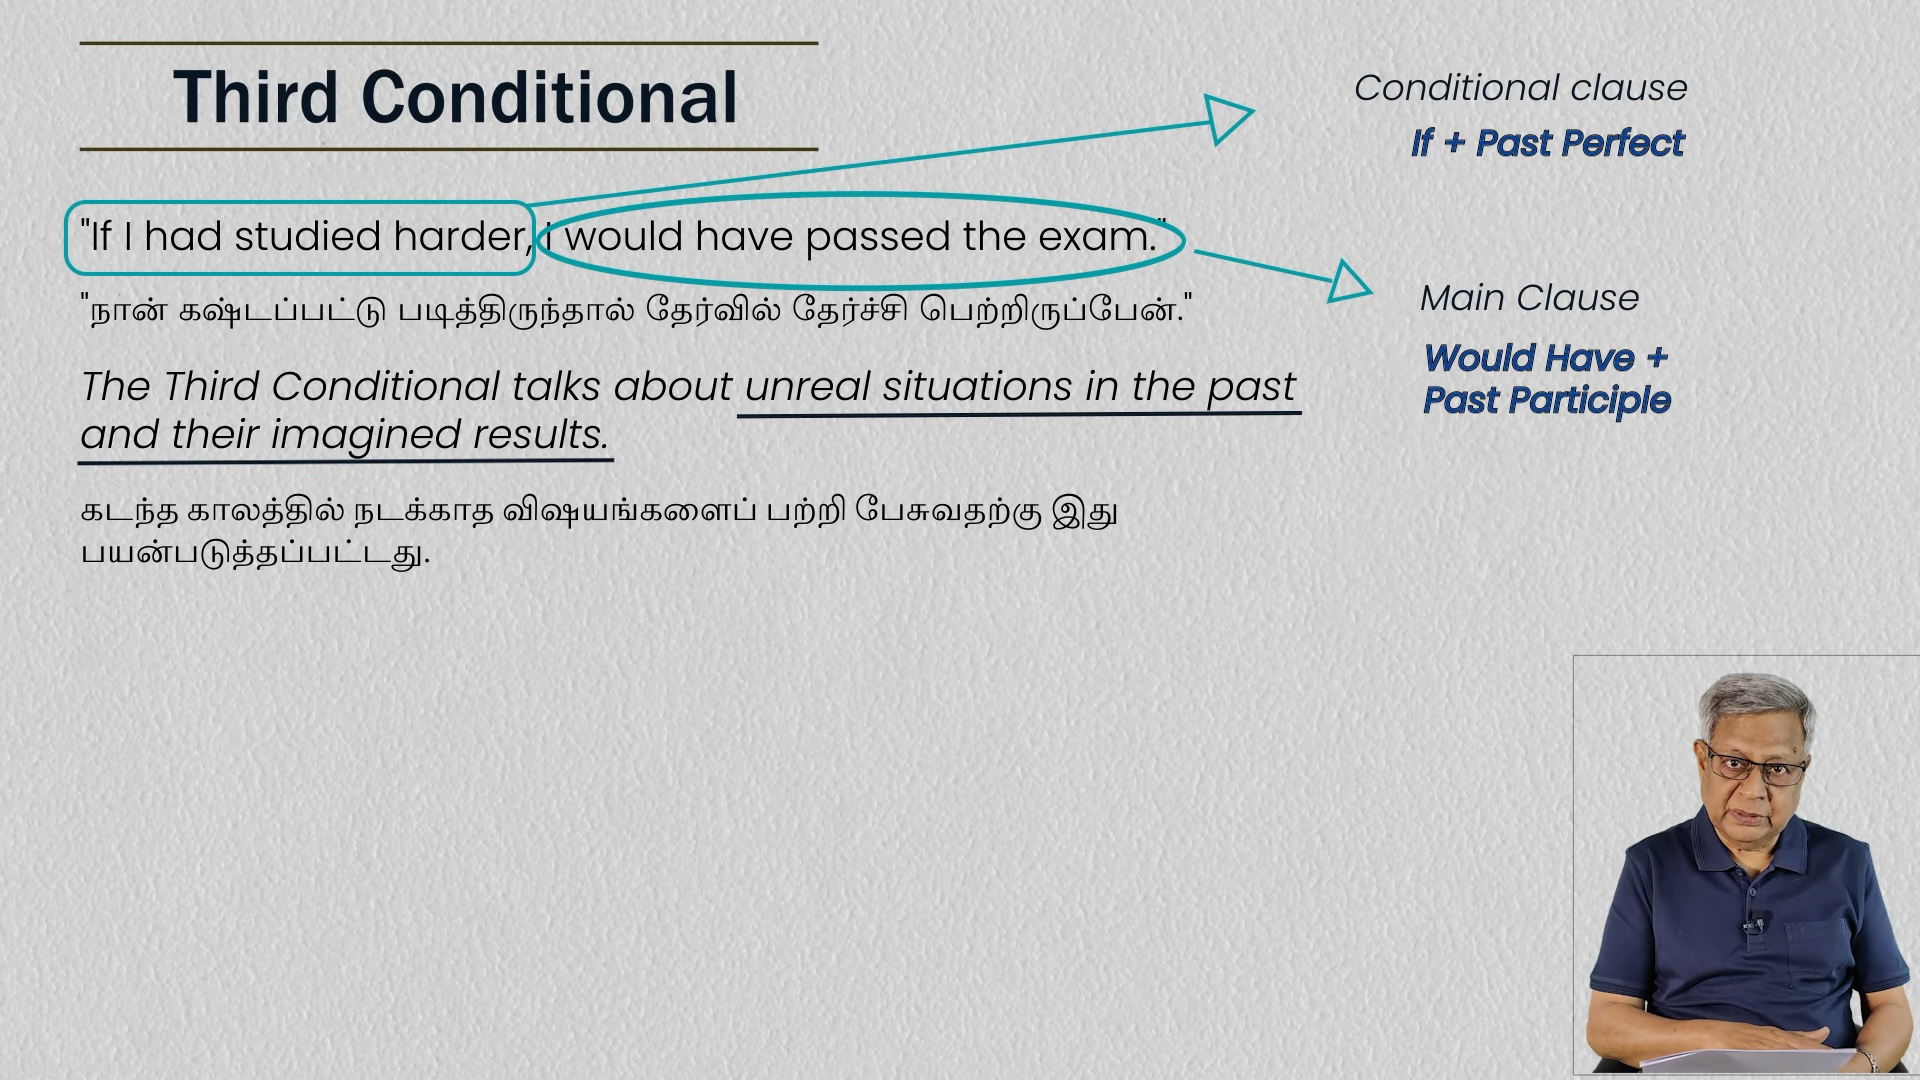 Third Conditional
"If I had studied harder, I would have passed the exam."
"நான் கஷ்டப்பட்டு படித்திருந்தால் தேர்வில் தேர்ச்சி பெற்றிருப்பேன்."
The Third Conditional talks about unreal situations in the past
and their imagined results.
கடந்த காலத்தில் நடக்காத விஷயங்களைப் பற்றி பேசுவதற்கு இது
பயன்படுத்தப்பட்டது.
Conditional clause
If + Past Perfect
Main Clause
Would Have +
Past Participle